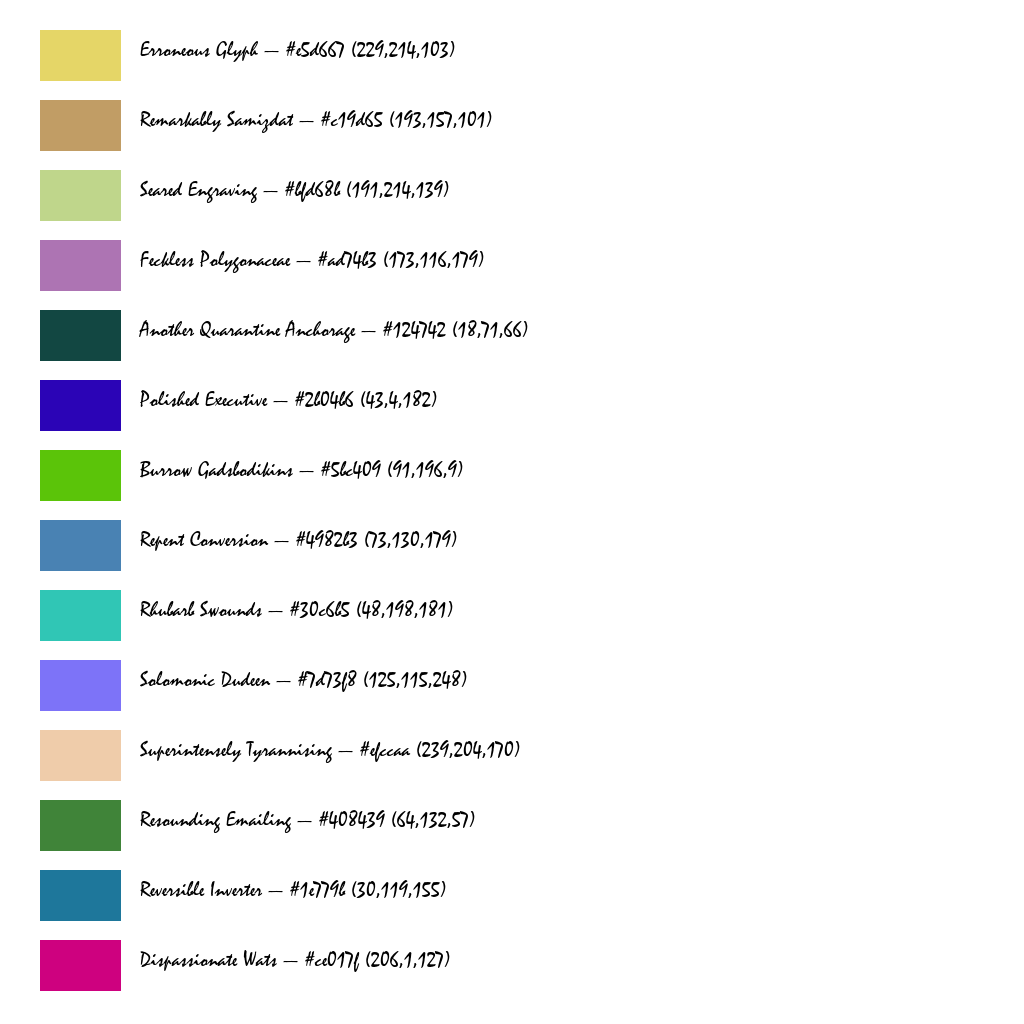 Erroneous Glyph — #e5d667 (229,214,103)
Remarkably Samizdat — #c19d65 (193,157,101)
Seared Engraving — #bfd68b (191,214,139)
Feckless Polygonaceae — #ad74b3 (173,116,179)
Another Quarantine Anchorage — #124742 (18,71,66)
Polished Executive — #2b04b6 (43,4,182)
Burrow Gadsbodikins — #5bc409 (91,196,9)
Repent Conversion — #4982b3 (73,130,179)
Rhubarb Swounds — #30c6b5 (48,198,181)
Solomonic Dudeen — #7d73f8 (125,115,248)
Superintensely Tyrannising — #efccaa (239,204,170)
Resounding Emailing — #408439 (64,132,57)
Reversible Inverter — #1e779b (30,119,155)
Dispassionate Wats — #ce017f (206,1,127)